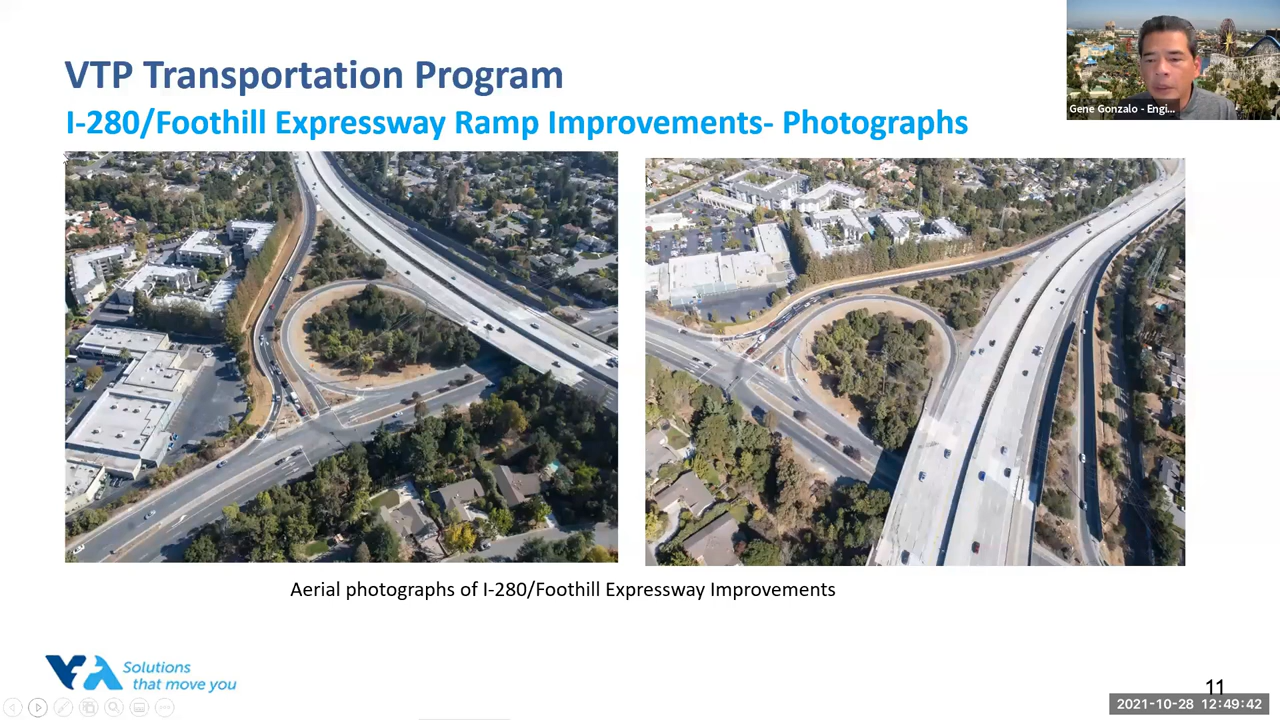 VTP Transportation Program
I-280/Foothill Expressway Ramp Improvements- Photographs
Gene Gonzalo - Engi...
Aerial photographs of I-280/Foothill Expressway Improvements
VTA Solutions
that move you
11
2021-10-28 12:49:42